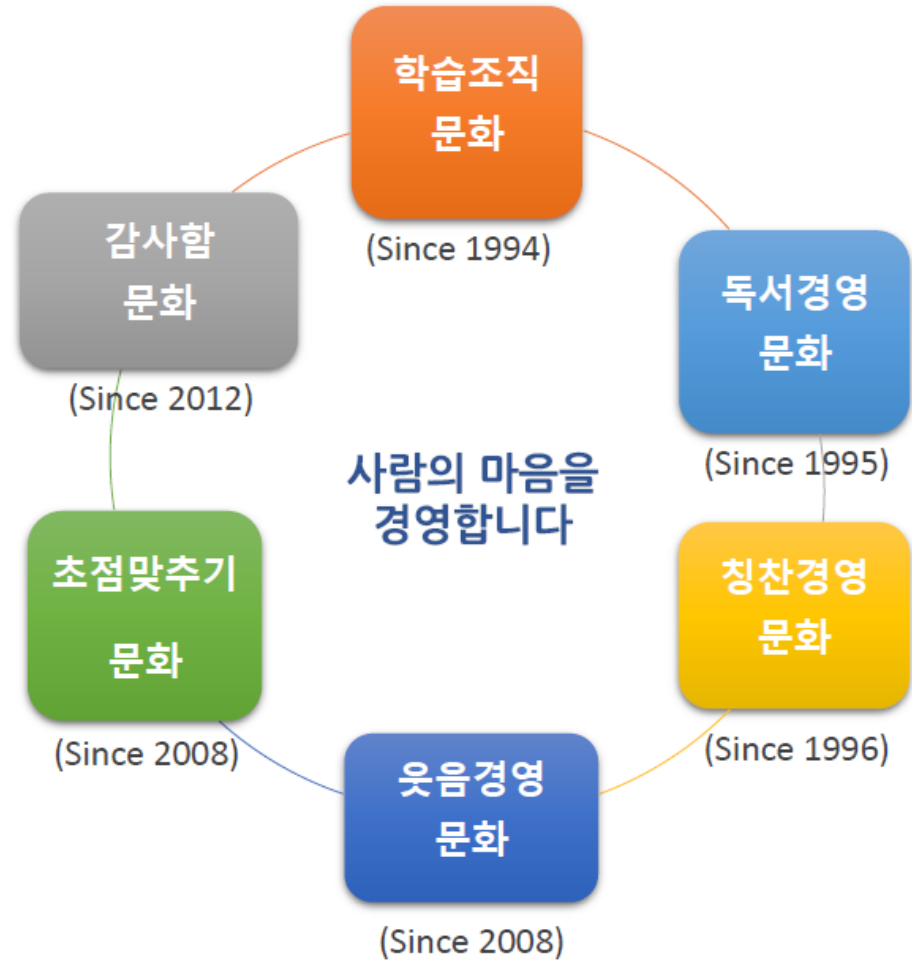 학습조직
문화
(Since 1994)
독서경영
문화
(Since 1995)
칭찬경영
문화
(Since 1996)
웃음경영
문화
(Since 2008)
초점맞추기
문화
(Since 2008)
감사함
문화
(Since 2012)
사람의 마음을
경영합니다